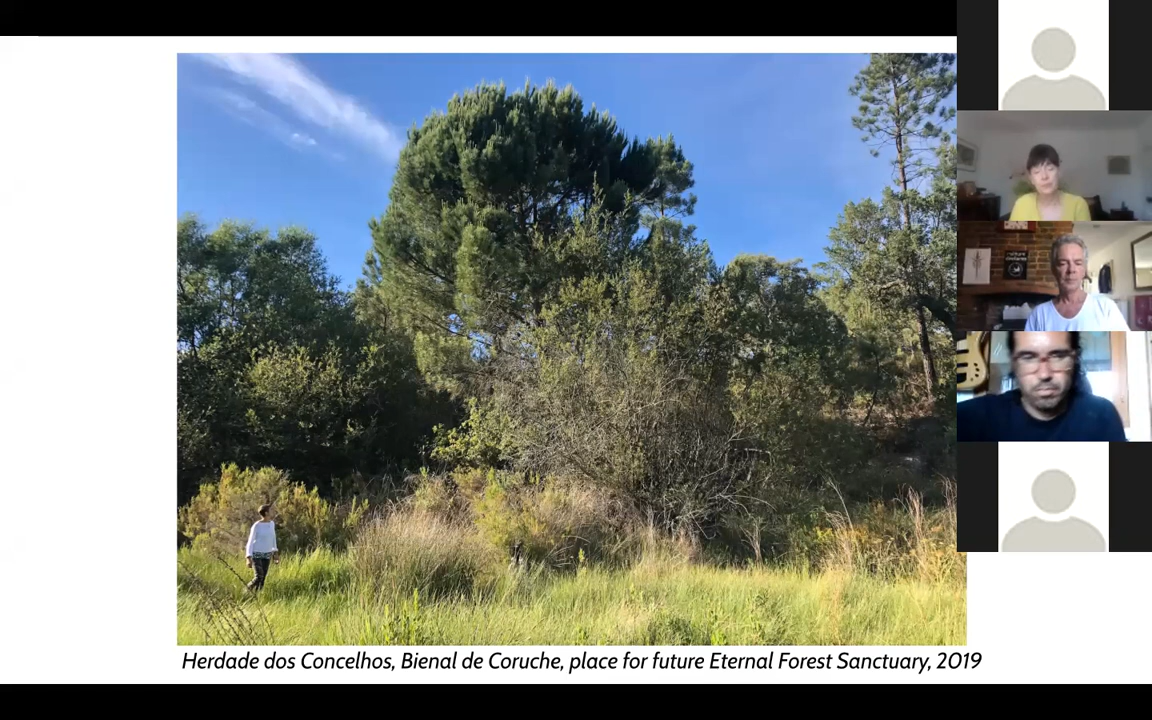 Herdade dos Concelhos, Bienal de Coruche, place for future Eternal Forest Sanctuary, 2019